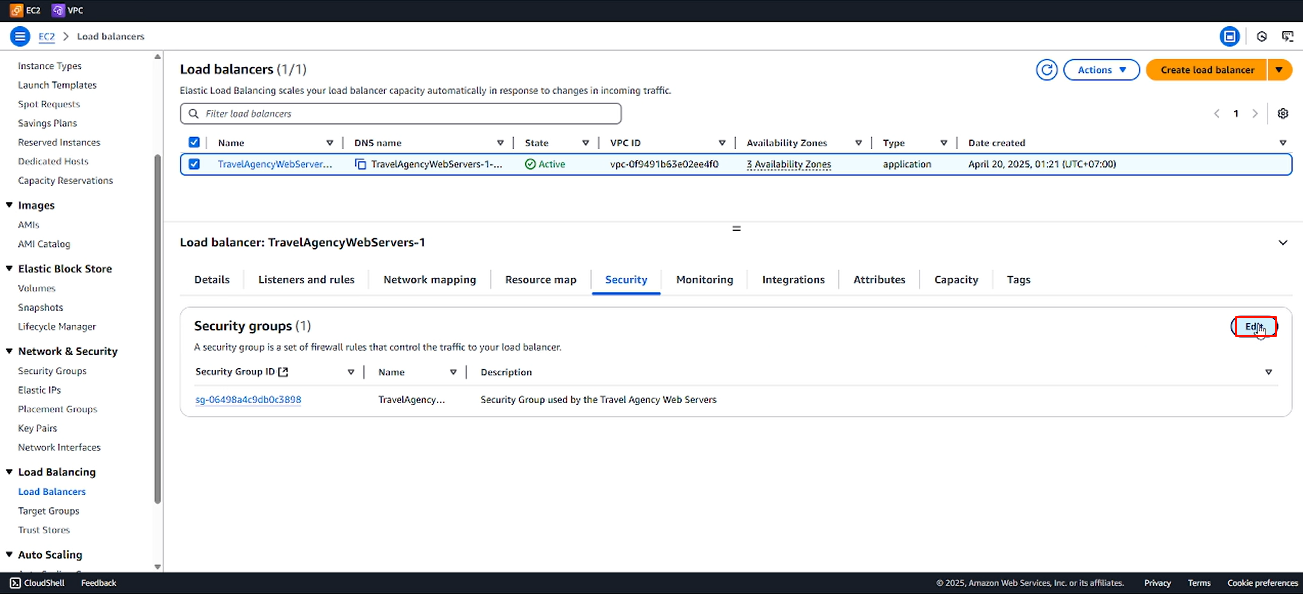 EC2 VPC
EC2 > Load balancers
Instance Types
Launch Templates
Spot Requests
Savings Plans
Reserved Instances
Dedicated Hosts
Capacity Reservations
Images
AMIs
AMI Catalog
Elastic Block Store
Volumes
Snapshots
Lifecycle Manager
Network & Security
Security Groups
Elastic IPs
Placement Groups
Key Pairs
Network Interfaces
Load Balancing
Load Balancers
Target Groups
Trust Stores
Auto Scaling
Load balancers (1/1)
Actions
Create load balancer
Elastic Load Balancing scales your load balancer capacity automatically in response to changes in incoming traffic.
Filter load balancers
1
Name DNS name State VPC ID Availability Zones Type Date created
TravelAgencyWebServer... TravelAgencyWebServers-1-... Active vpc-0f9491b63e02ee4f0 3 Availability Zones application April 20, 2025, 01:21 (UTC+07:00)
Load balancer: TravelAgencyWebServers-1
Details Listeners and rules Network mapping Resource map Security Monitoring Integrations Attributes Capacity Tags
Security groups (1)
Edit
A security group is a set of firewall rules that control the traffic to your load balancer.
Security Group ID Name Description
sg-06498a4c9db0c3898 TravelAgency... Security Group used by the Travel Agency Web Servers
CloudShell Feedback © 2025, Amazon Web Services, Inc. or its affiliates. Privacy Terms Cookie preferences